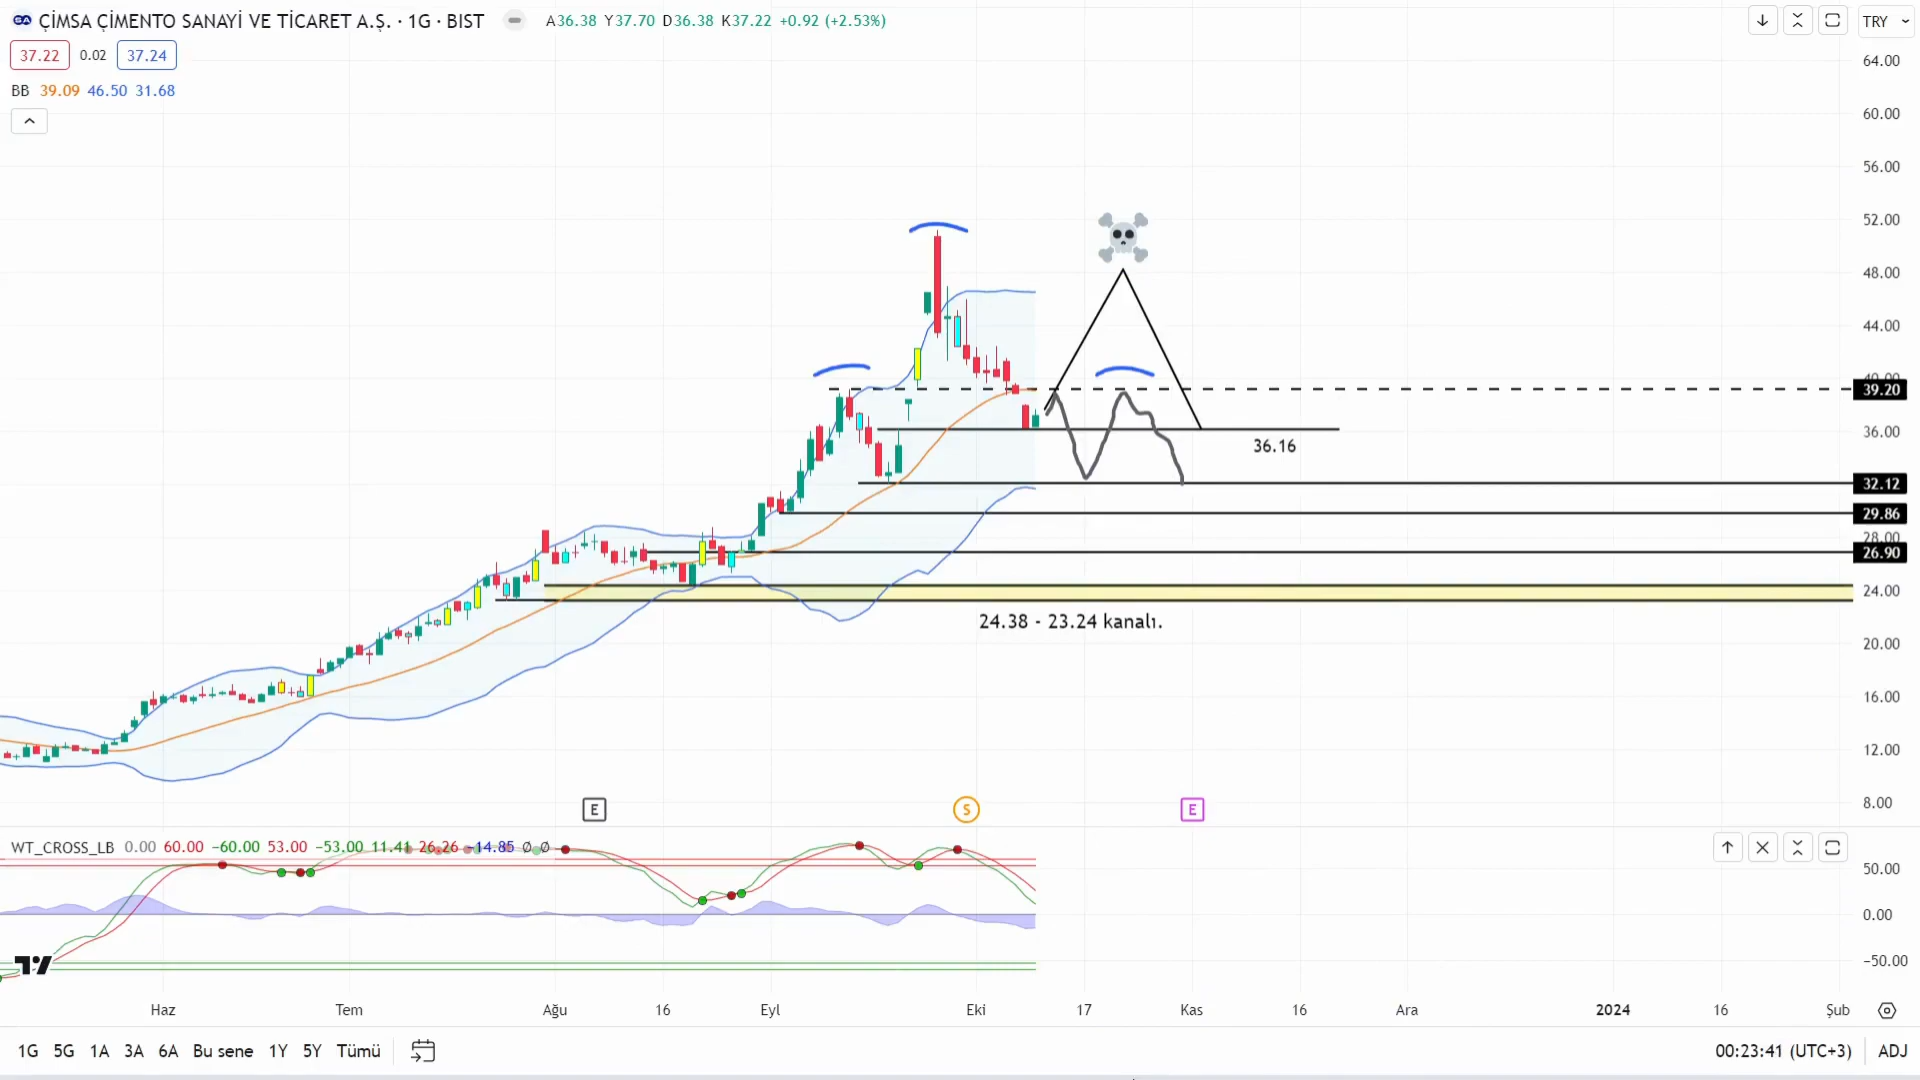 ÇİMSA ÇİMENTO SANAYİ VE TİCARET A.Ş. · 1G · BIST A36.38 Y37.70 D36.38 K37.22 +0.92 (+2.53%)
TRY
37.22 0.02 37.24
BB 39.09 46.50 31.68
64.00
60.00
56.00
52.00
48.00
44.00
40.00
39.20
36.00
36.16
32.12
29.86
28.00
26.90
24.00
24.38 - 23.24 kanalı.
20.00
16.00
12.00
8.00
E S E
WT_CROSS_LB 0.00 60.00 −60.00 53.00 −53.00 11.41 26.26 −14.85 Ø Ø
50.00
0.00
−50.00
Haz Tem Ağu 16 Eyl Eki 17 Kas 16 Ara 2024 16 Şub
1G 5G 1A 3A 6A Bu sene 1Y 5Y Tümü 00:23:41 (UTC+3) ADJ